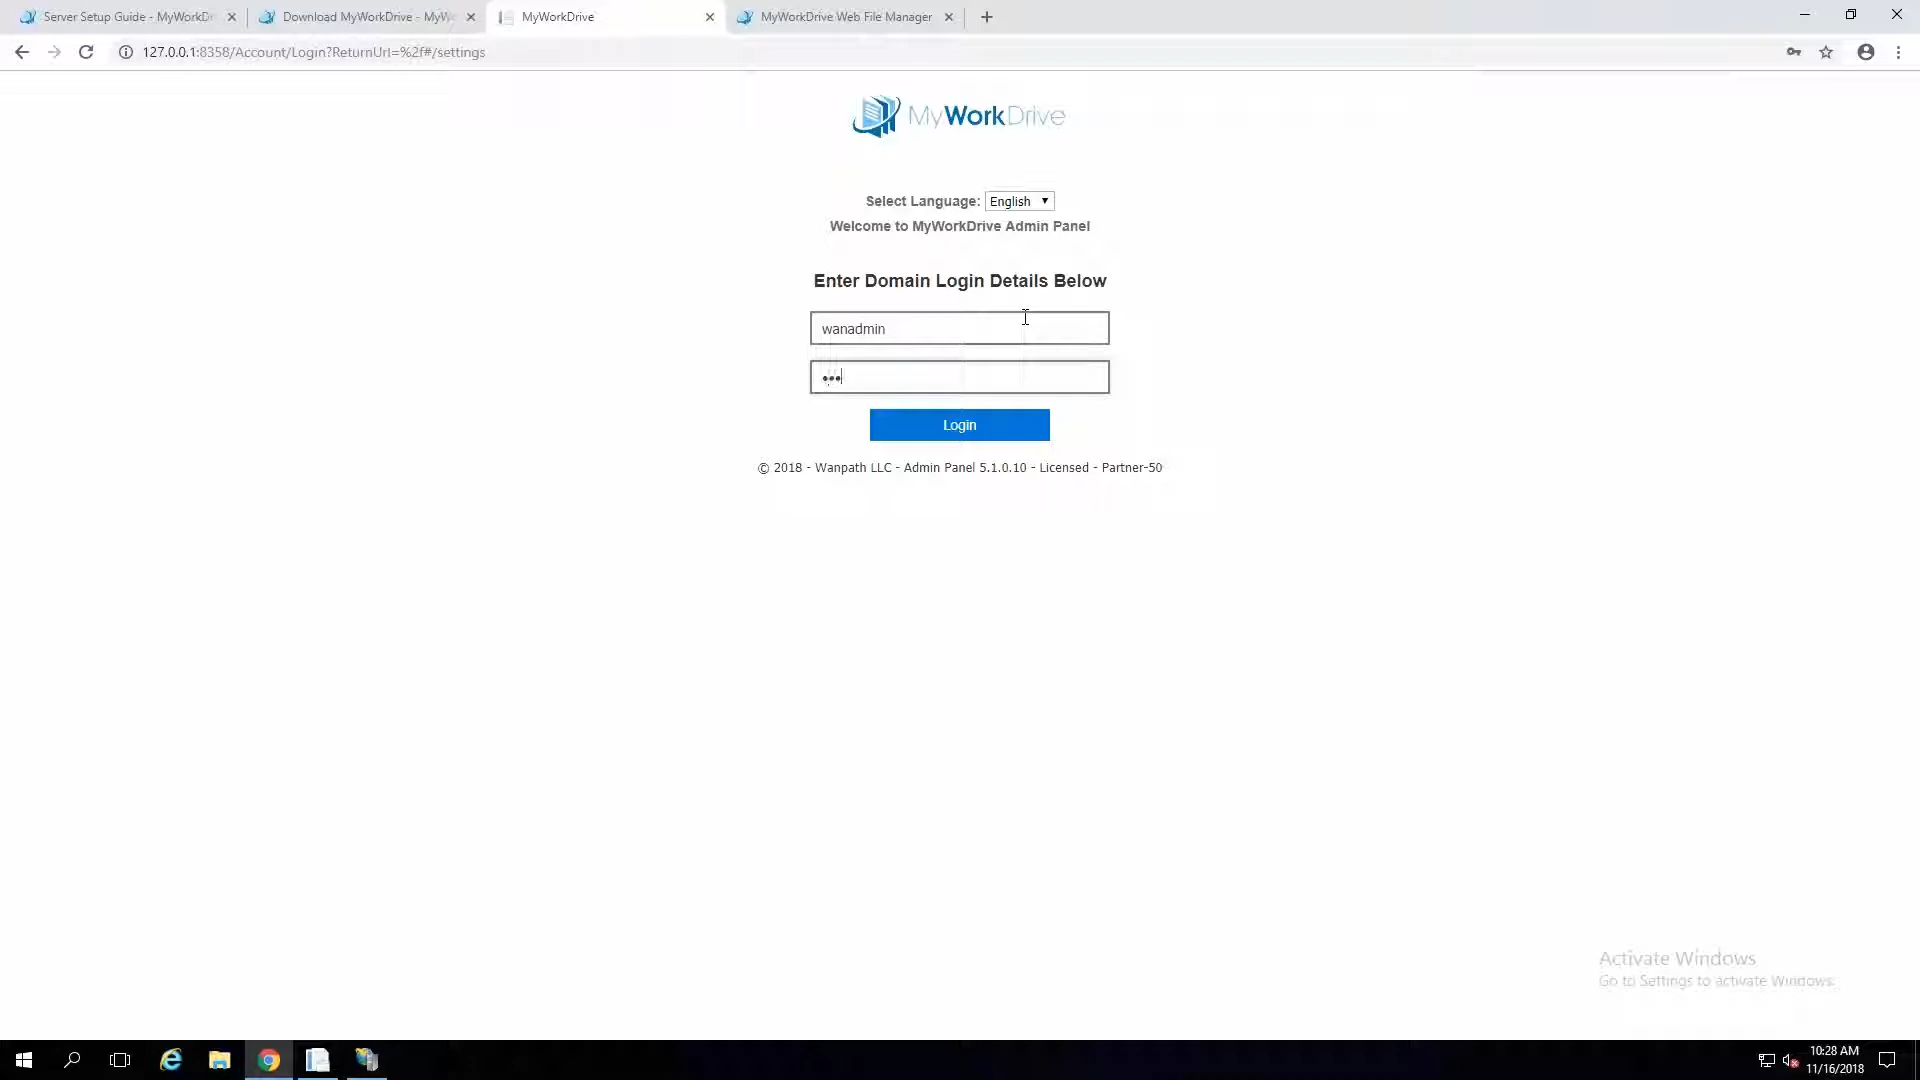 Server Setup Guide - MyWorkDr
Download MyWorkDrive - MyW
MyWorkDrive
MyWorkDrive Web File Manager
127.0.0.1:8358/Account/Login?ReturnUrl=%2f#/settings
MyWorkDrive
Select Language: English
Welcome to MyWorkDrive Admin Panel
Enter Domain Login Details Below
wanadmin
Login
© 2018 - Wanpath LLC - Admin Panel 5.1.0.10 - Licensed - Partner-50
Activate Windows
Go to Settings to activate Windows.
10:28 AM
11/16/2018